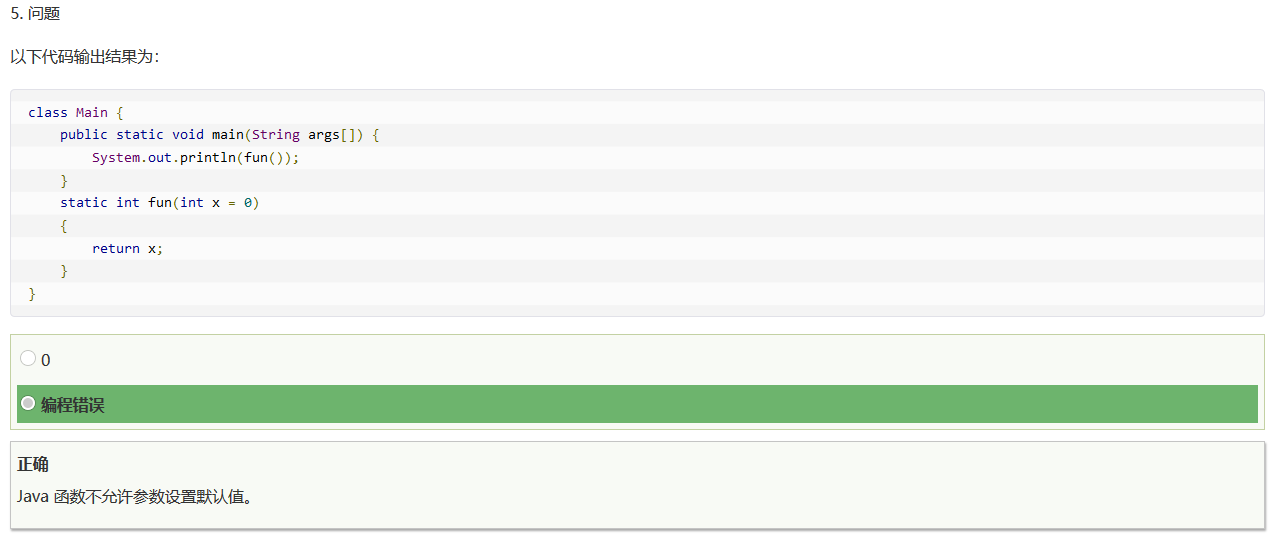 5. 问题
以下代码输出结果为：
class Main {
    public static void main(String args[]) {
        System.out.println(fun());
    }
    static int fun(int x = 0)
    {
        return x;
    }
}
0
编程错误
正确
Java 函数不允许参数设置默认值。